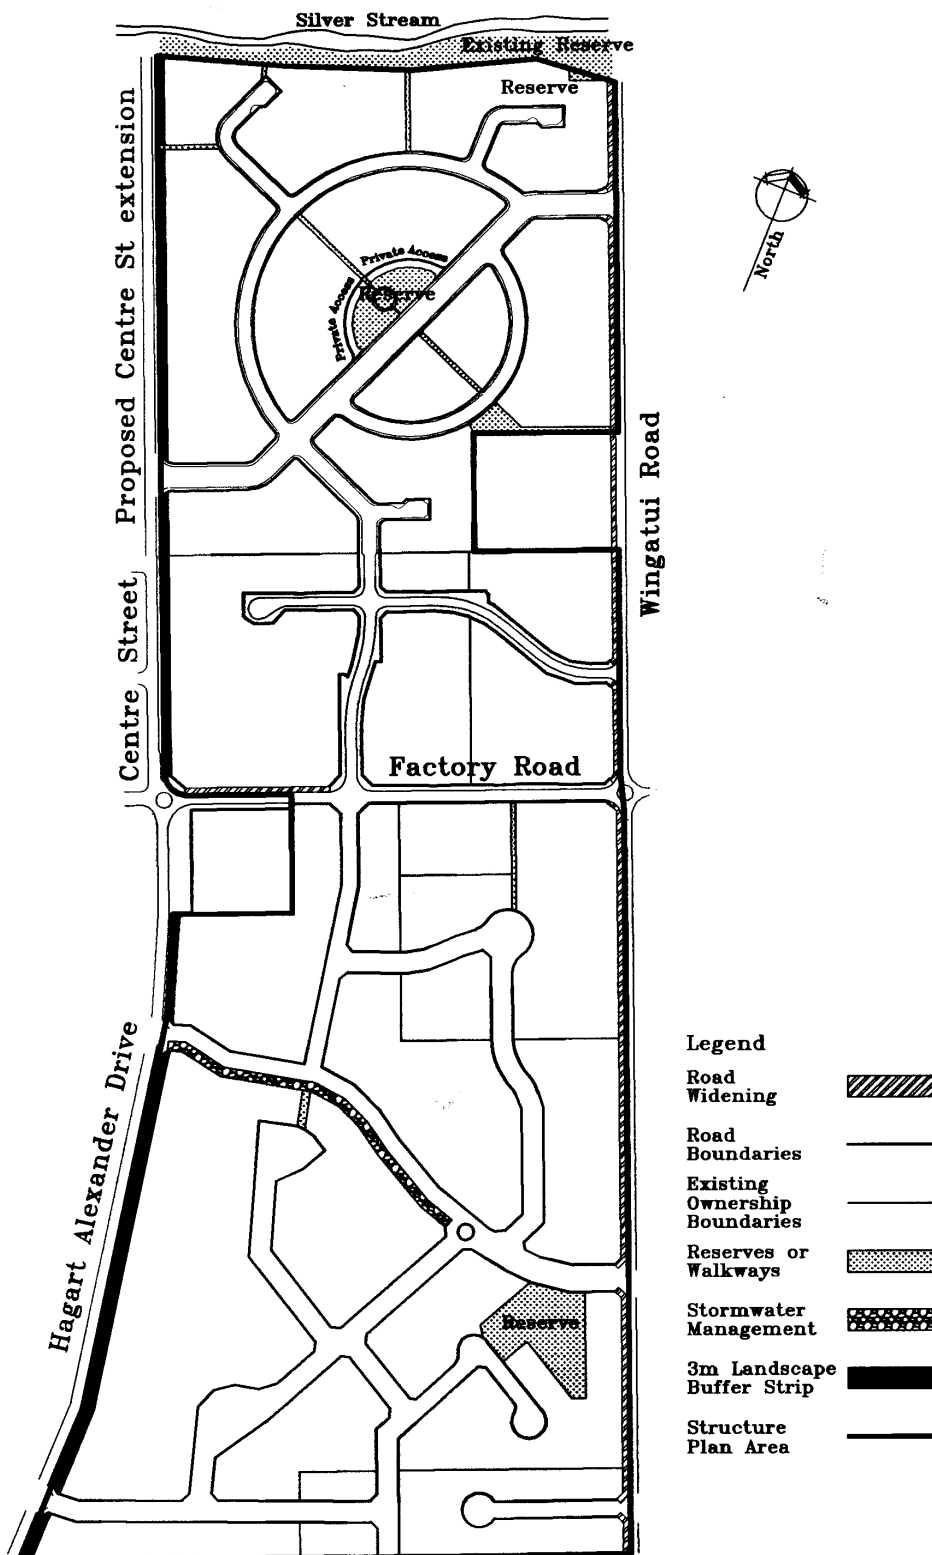 Silver Stream
Existing Reserve
Reserve
Proposed Centre St extension
Private Access
Private Access
Reserve
North
Wingatui Road
Centre Street
Factory Road
Hagart Alexander Drive
Reserve
Legend
Road
Widening
Road
Boundaries
Existing
Ownership
Boundaries
Reserves or
Walkways
Stormwater
Management
3m Landscape
Buffer Strip
Structure
Plan Area